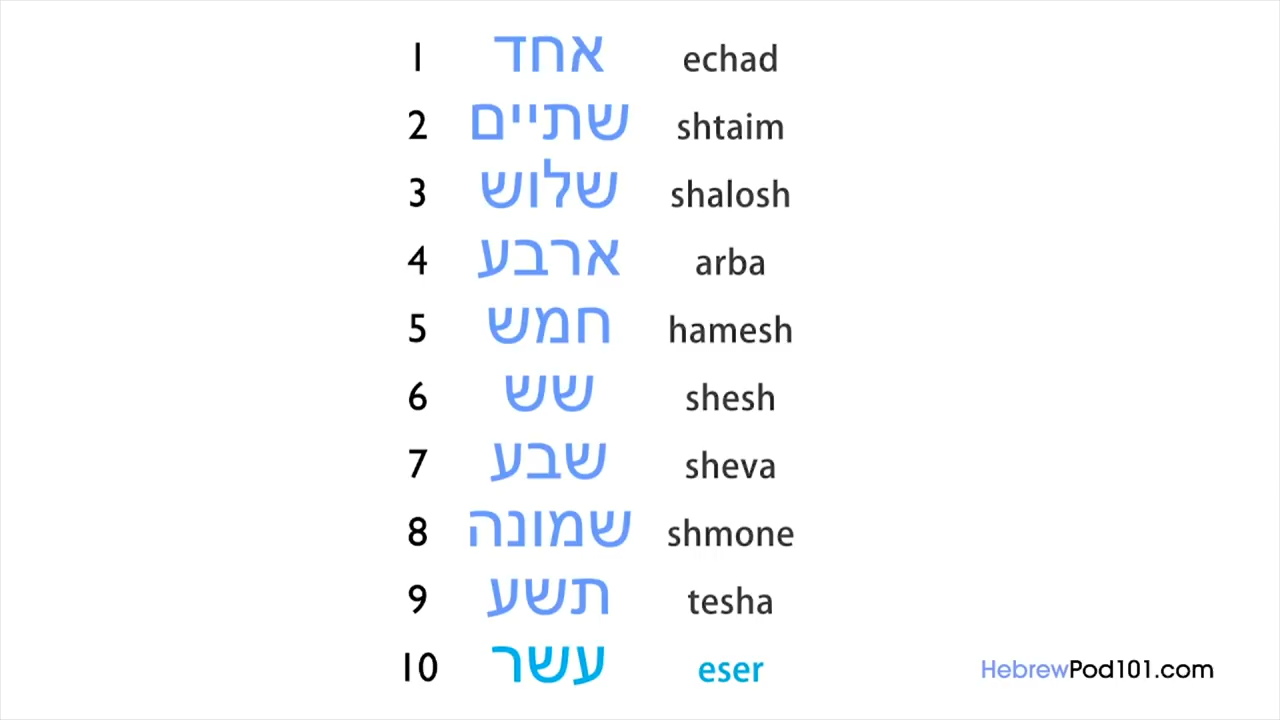 1 אחד echad
2 שתיים shtaim
3 שלוש shalosh
4 ארבע arba
5 חמש hamesh
6 שש shesh
7 שבע sheva
8 שמונה shmone
9 תשע tesha
10 עשר eser
HebrewPod101.com